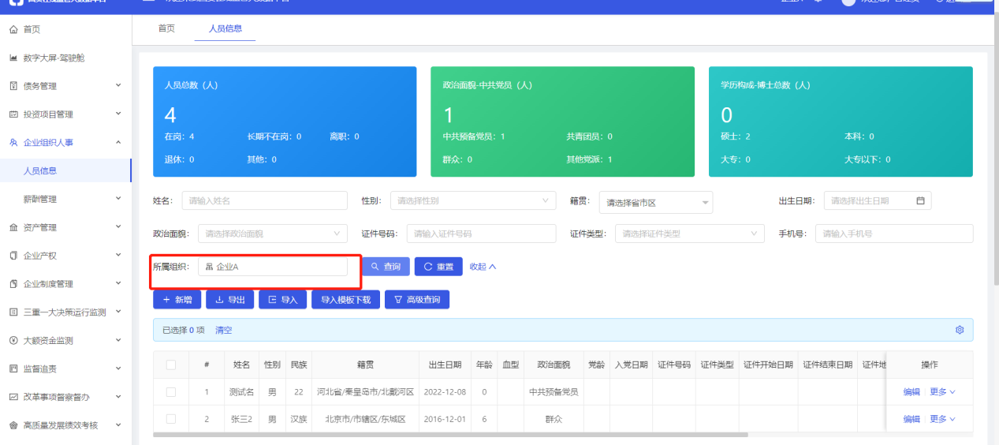 首页
数字大屏-驾驶舱
债务管理
投资项目管理
企业组织人事
人员信息
薪酬管理
资产管理
企业产权
企业制度管理
三重一大决策运行监测
大额资金监测
监督追责
改革事项督察督办
高质量发展绩效考核
首页 人员信息
人员总数（人）
4
在岗：4 长期不在岗：0 离职：0
退休：0 其他：0
政治面貌-中共党员（人）
1
中共预备党员：1 共青团员：0
群众：0 其他党派：1
学历构成-博士总数（人）
0
硕士：2 本科：0
大专：0 大专以下：0
姓名： 请输入姓名 性别： 请选择性别 籍贯： 请选择省市区 出生日期： 请选择出生日期
政治面貌： 请选择政治面貌 证件号码： 请输入证件号码 证件类型： 请选择证件类型 手机号： 请输入手机号
所属组织： 企业A 查询 重置 收起
新增 导出 导入 导入模板下载 高级查询
已选择 0 项 清空
# 姓名 性别 民族 籍贯 出生日期 年龄 血型 政治面貌 党龄 入党日期 证件号码 证件类型 证件开始日期 证件结束日期 证件地 操作
1 测试名 男 22 河北省/秦皇岛市/北戴河区 2022-12-08 0 中共预备党员 编辑 更多
2 张三2 男 汉族 北京市/市辖区/东城区 2016-12-01 6 群众 编辑 更多